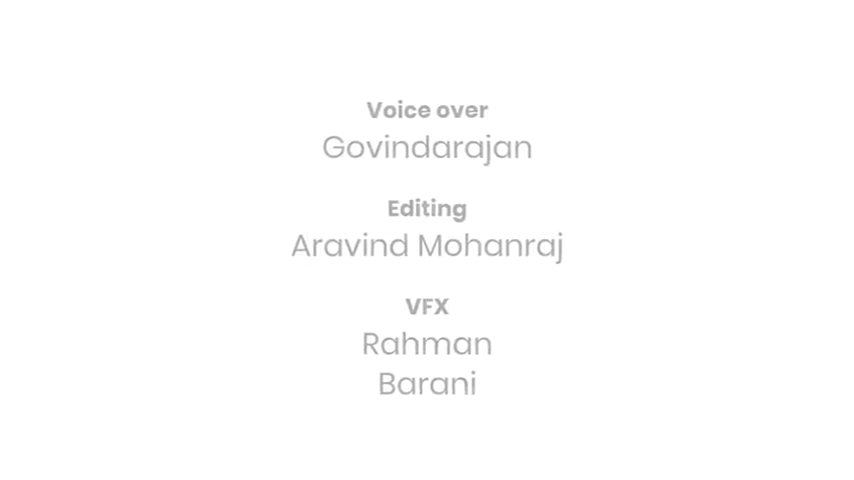 Voice over
Govindarajan
Editing
Aravind Mohanraj
VFX
Rahman
Barani